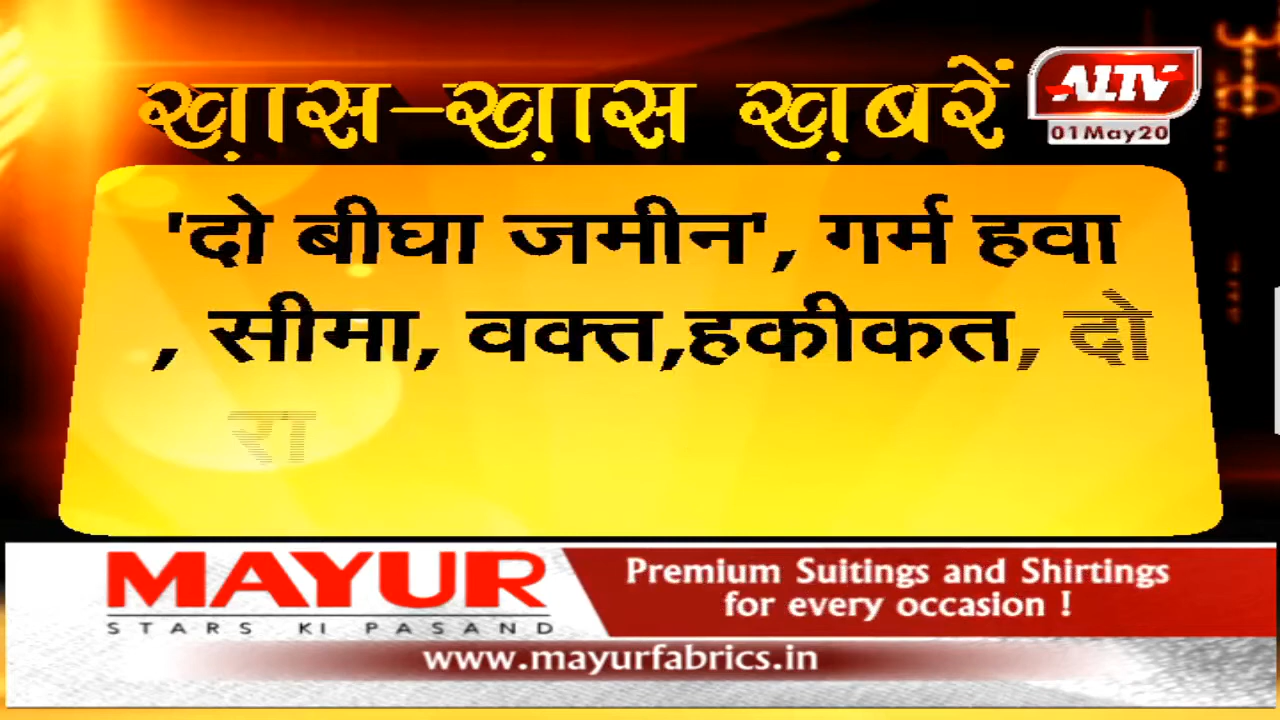 ख़ास-ख़ास ख़बरें
ALTV
01May20
'दो बीघा जमीन', गर्म हवा
, सीमा, वक्त,हकीकत, दो
रा
MAYUR
STARS KI PASAND
Premium Suitings and Shirtings
for every occasion !
www.mayurfabrics.in